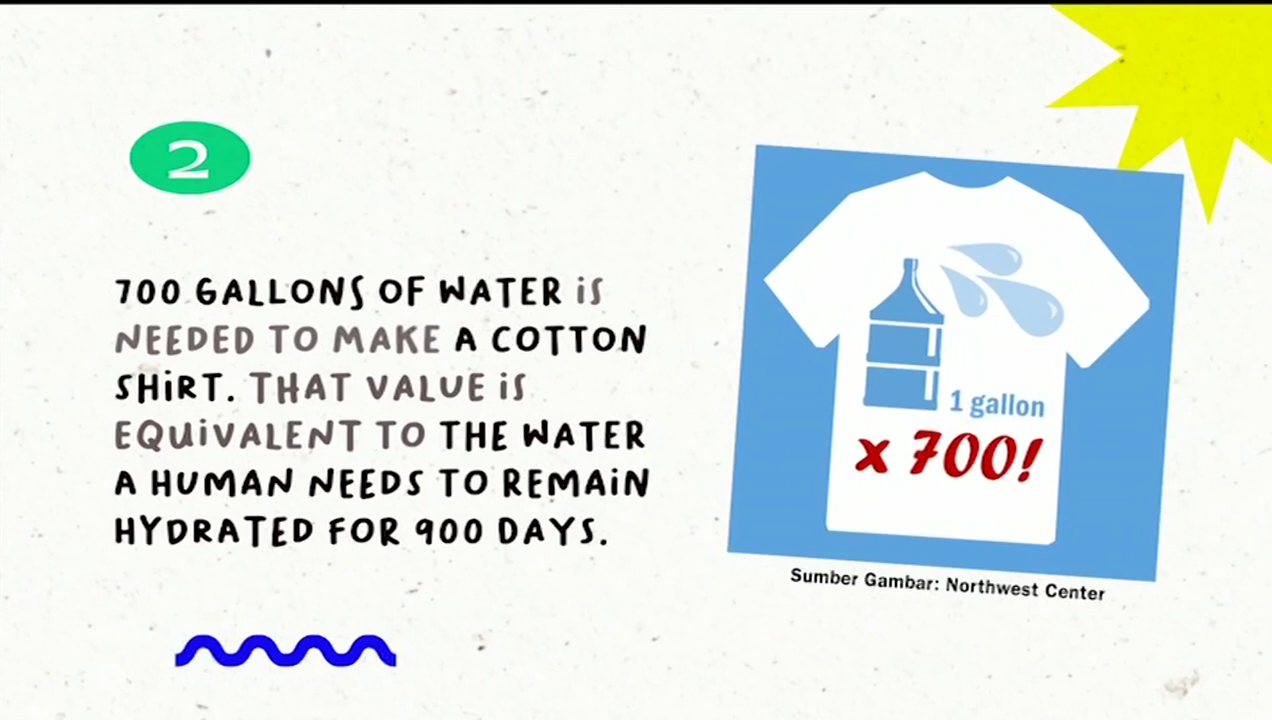 2
700 GALLONS OF WATER IS
NEEDED TO MAKE A COTTON
SHIRT. THAT VALUE IS
EQUIVALENT TO THE WATER
A HUMAN NEEDS TO REMAIN
HYDRATED FOR 900 DAYS.
1 gallon
x 700!
Sumber Gambar: Northwest Center